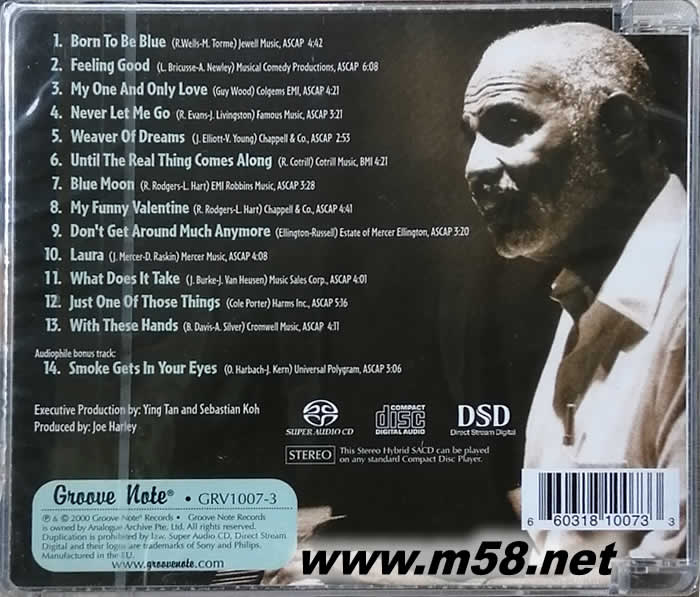 1. Born To Be Blue (R.Wells-M. Torme) Jewell Music, ASCAP 4:42
2. Feeling Good (L. Bricusse-A. Newley) Musical Comedy Productions, ASCAP 6:08
3. My One And Only Love (Guy Wood) Colgems EMI, ASCAP 4:21
4. Never Let Me Go (R. Evans-J. Livingston) Famous Music, ASCAP 3:21
5. Weaver Of Dreams (J. Elliott-V. Young) Chappell & Co., ASCAP 2:53
6. Until The Real Thing Comes Along (R. Cotrill) Cotrill Music, BMI 4:21
7. Blue Moon (R. Rodgers-L. Hart) EMI Robbins Music, ASCAP 3:28
8. My Funny Valentine (R. Rodgers-L. Hart) Chappell & Co., ASCAP 4:41
9. Don't Get Around Much Anymore (Ellington-Russell) Estate of Mercer Ellington, ASCAP 3:20
10. Laura (J. Mercer-D. Raskin) Mercer Music, ASCAP 4:08
11. What Does It Take (J. Burke-J. Van Heusen) Music Sales Corp., ASCAP 4:01
12. Just One Of Those Things (Cole Porter) Harms Inc., ASCAP 5:16
13. With These Hands (B. Davis-A. Silver) Cromwell Music, ASCAP 4:11
Audiophile bonus track:
14. Smoke Gets In Your Eyes (O. Harbach-J. Kern) Universal Polygram, ASCAP 3:06
Executive Production by: Ying Tan and Sebastian Koh
Produced by: Joe Harley
SUPER AUDIO CD
COMPACT disc DIGITAL AUDIO
DSD
Direct Stream Digital
STEREO This Stereo Hybrid SACD can be played on any standard Compact Disc Player.
Groove Note® • GRV1007-3
℗ & © 2000 Groove Note® Records • Groove Note Records
is owned by Analogue Archive Pte. Ltd. All rights reserved.
Duplication is prohibited by law. Super Audio CD, Direct Stream
Digital and their logo are trademarks of Sony and Philips.
Manufactured in the EU.
www.groovenote.com
6 60318 10073 3
www.m58.net